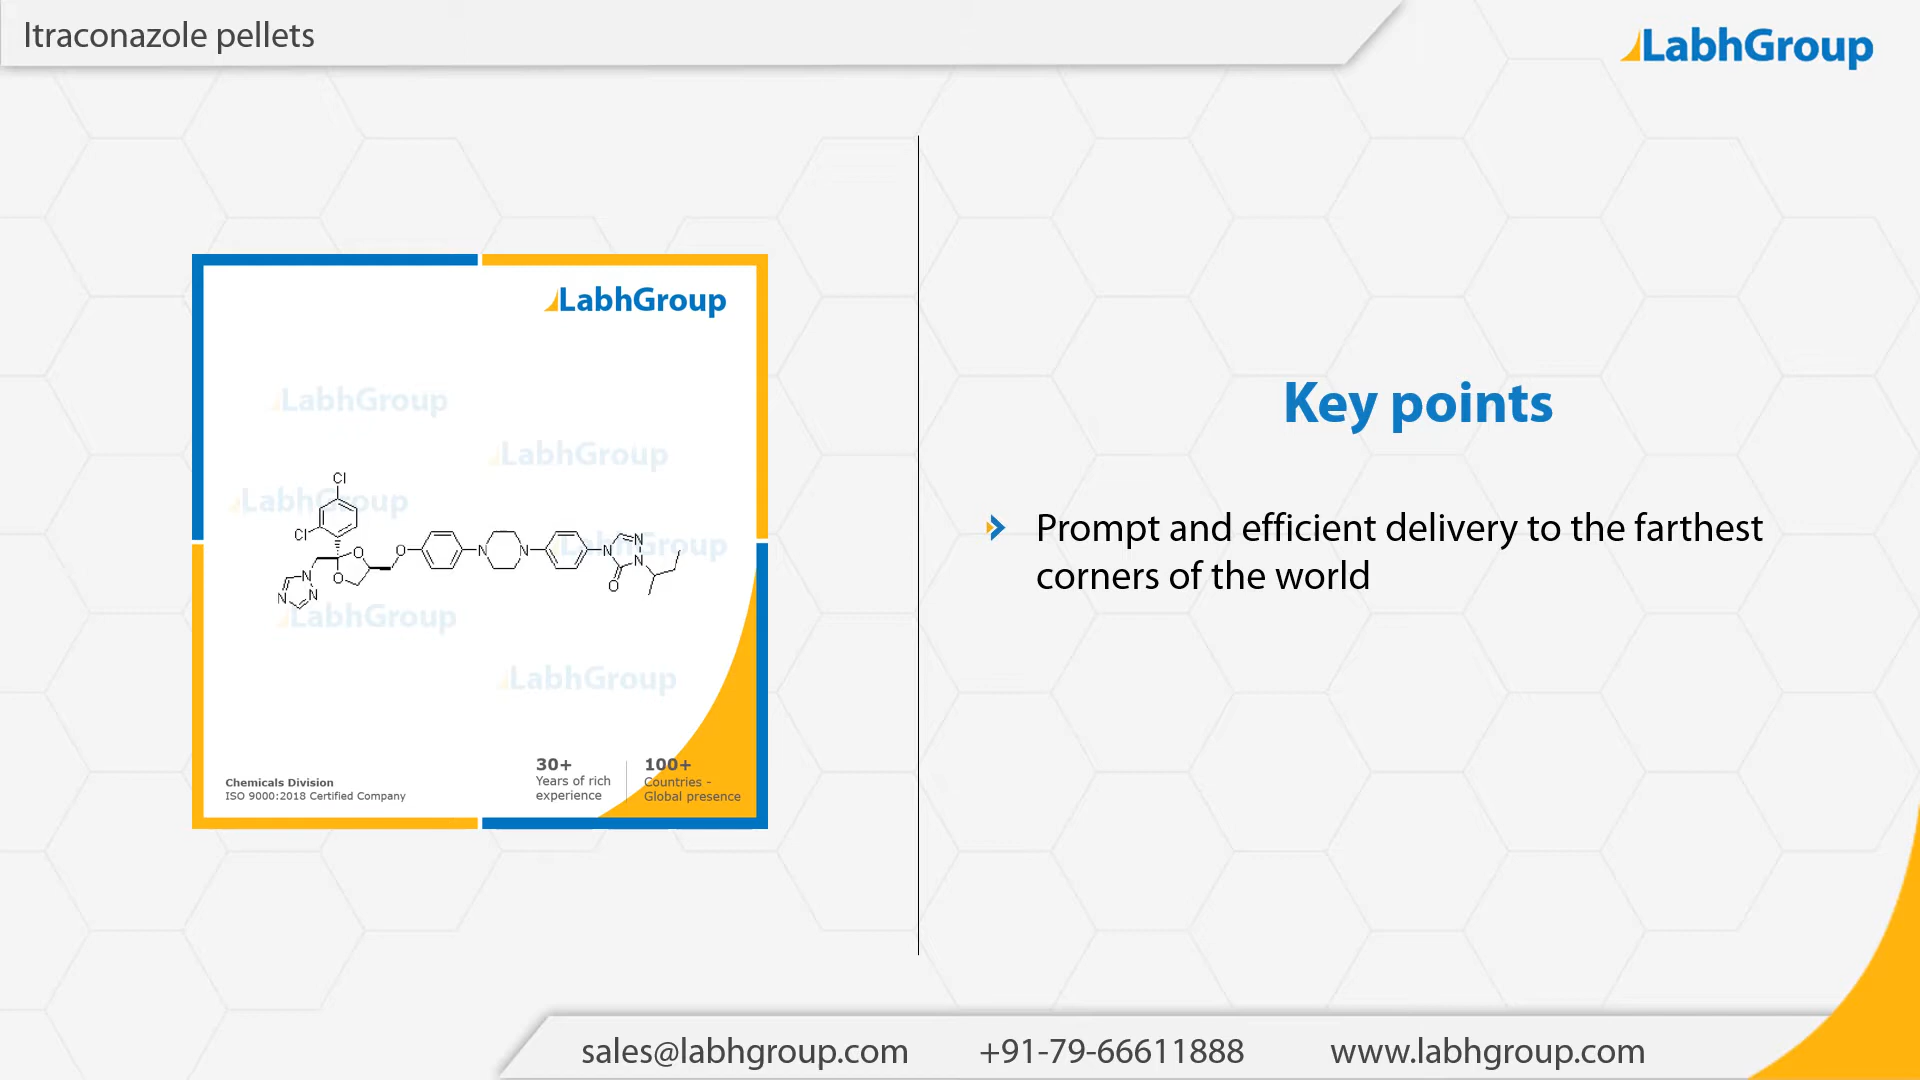 Itraconazole pellets
LabhGroup
LabhGroup
LabhGroup
LabhGroup
LabhGroup
LabhGroup
LabhGroup
LabhGroup
Cl
Cl
O
O
O
N
N
N
N
N
N
N
N
O
Chemicals Division
ISO 9000:2018 Certified Company
30+
Years of rich
experience
100+
Countries -
Global presence
Key points
Prompt and efficient delivery to the farthest
corners of the world
sales@labhgroup.com
+91-79-66611888
www.labhgroup.com